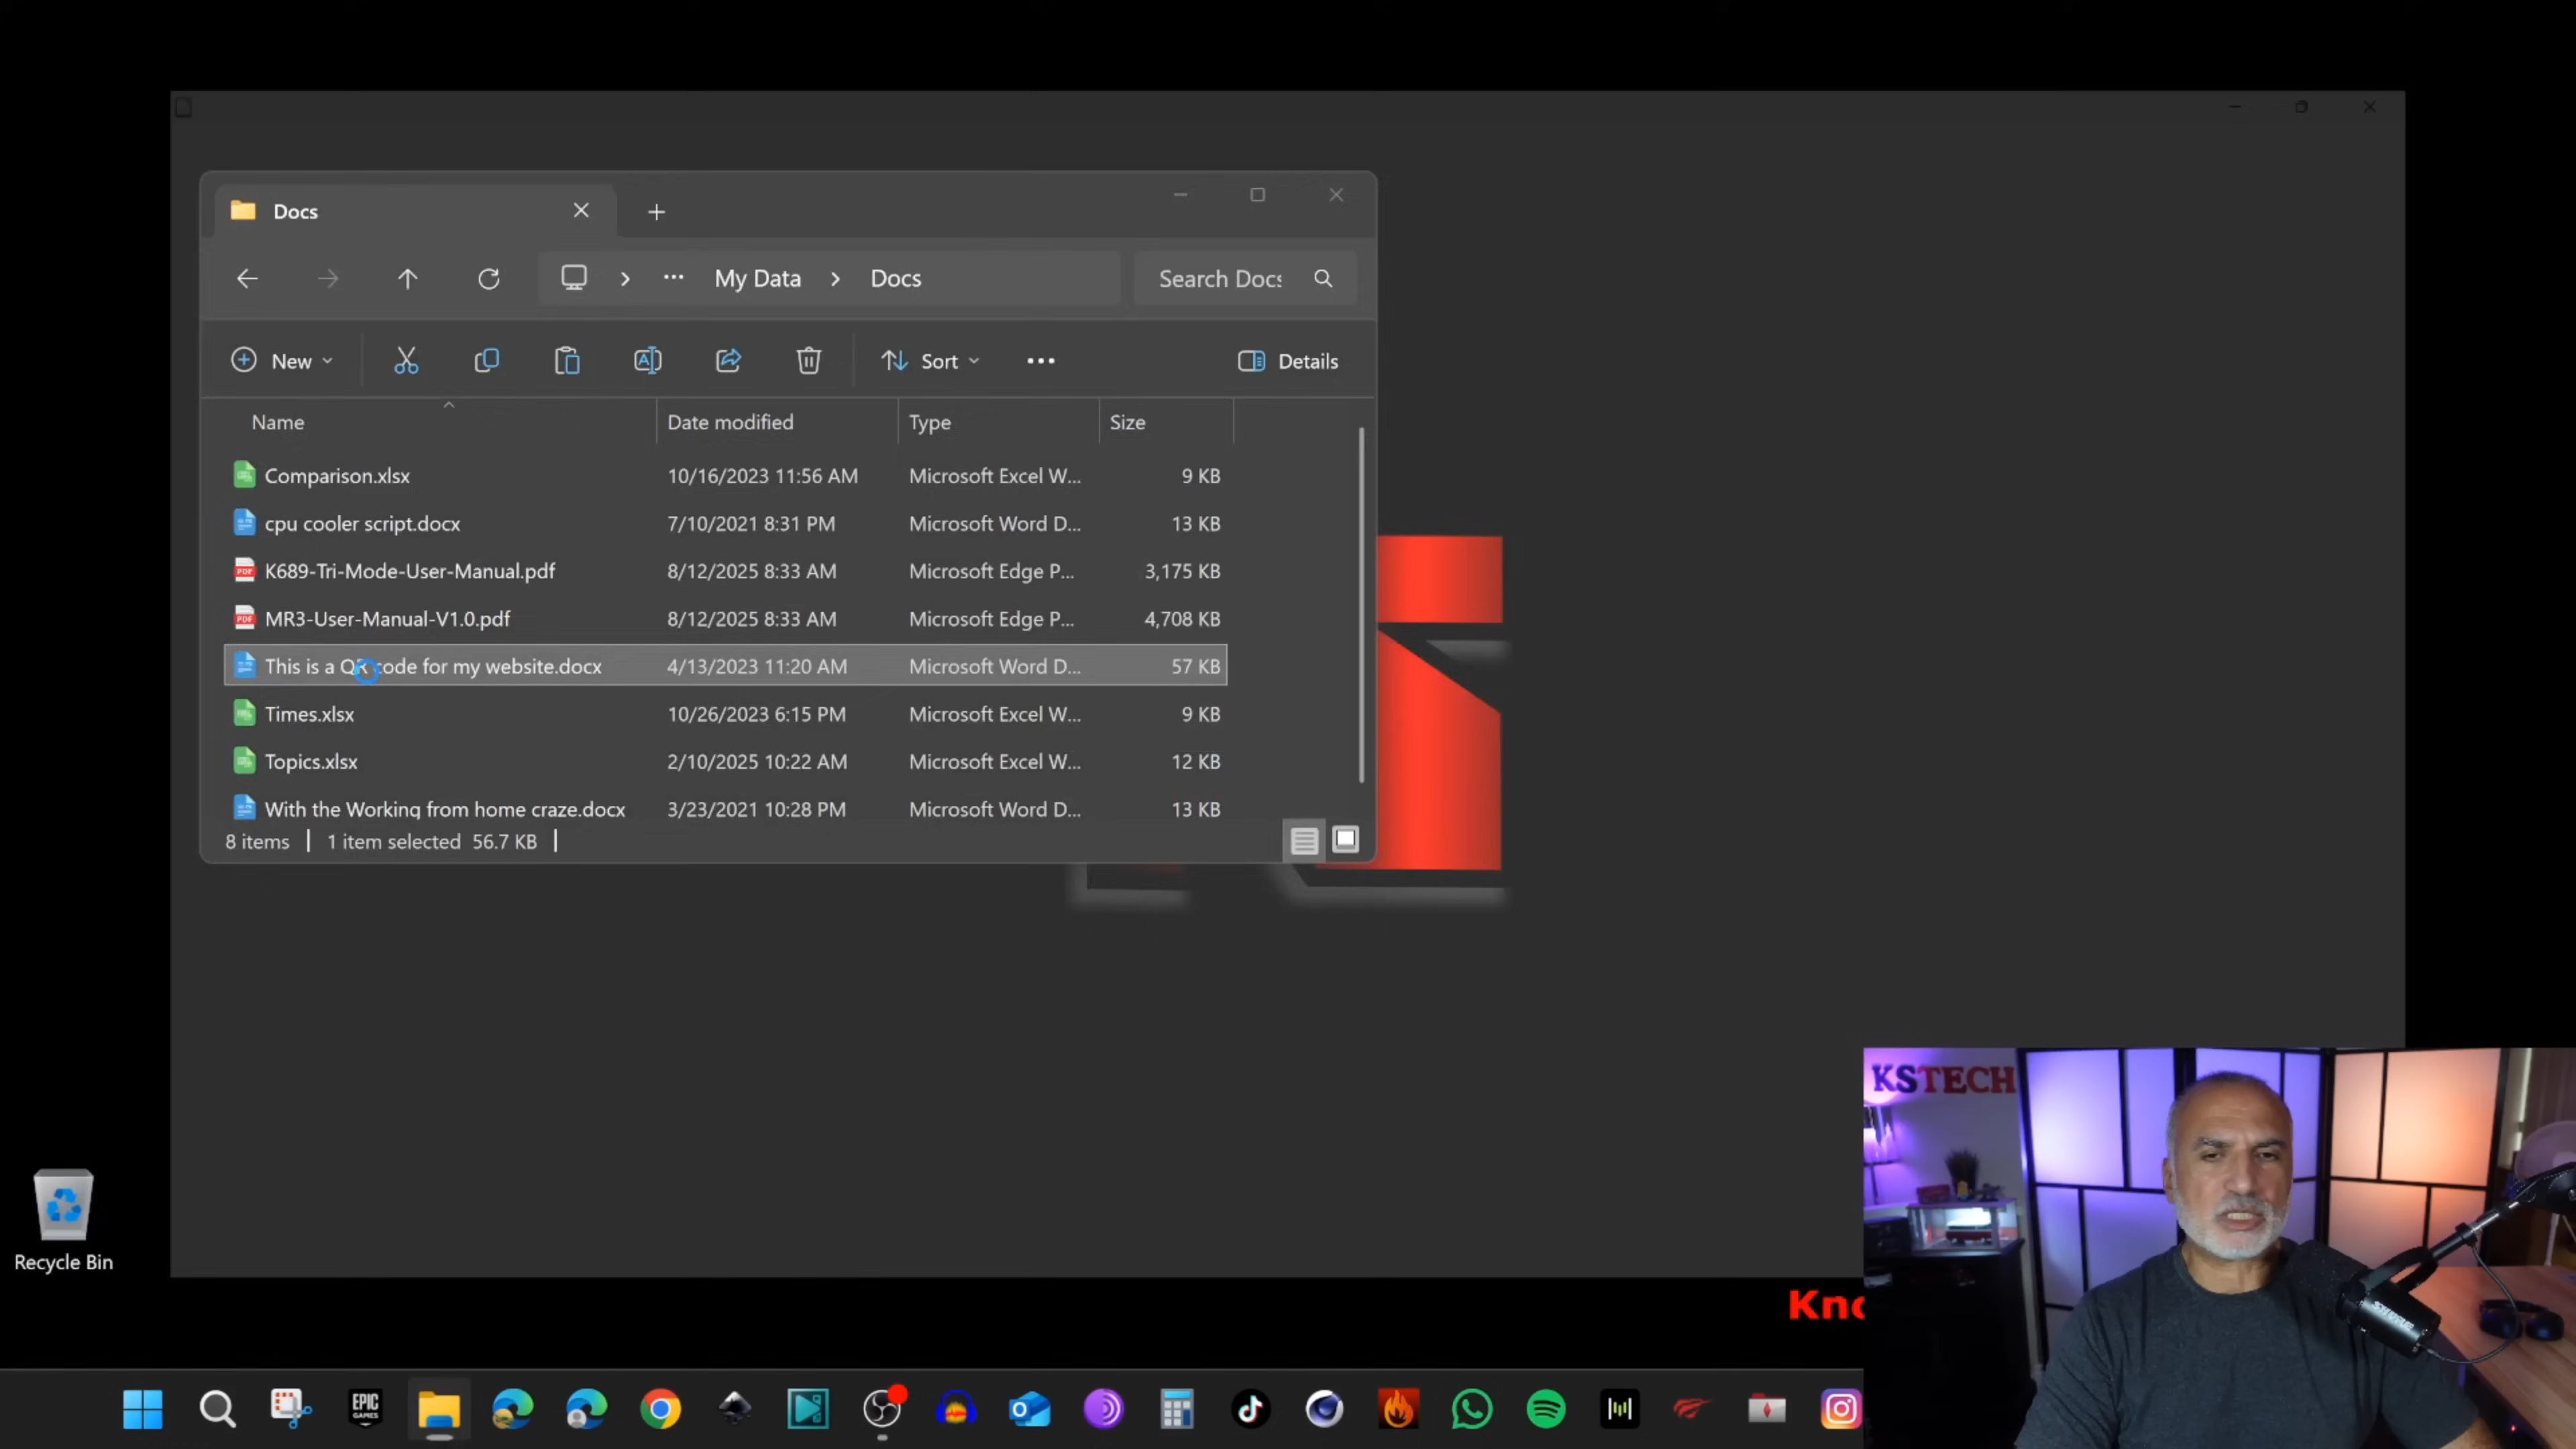 Docs
My Data
Docs
Search Docs
New
Sort
Details
Name
Date modified
Type
Size
Comparison.xlsx
10/16/2023 11:56 AM
Microsoft Excel W...
9 KB
cpu cooler script.docx
7/10/2021 8:31 PM
Microsoft Word D...
13 KB
K689-Tri-Mode-User-Manual.pdf
8/12/2025 8:33 AM
Microsoft Edge P...
3,175 KB
MR3-User-Manual-V1.0.pdf
8/12/2025 8:33 AM
Microsoft Edge P...
4,708 KB
This is a QR code for my website.docx
4/13/2023 11:20 AM
Microsoft Word D...
57 KB
Times.xlsx
10/26/2023 6:15 PM
Microsoft Excel W...
9 KB
Topics.xlsx
2/10/2025 10:22 AM
Microsoft Excel W...
12 KB
With the Working from home craze.docx
3/23/2021 10:28 PM
Microsoft Word D...
13 KB
8 items
1 item selected 56.7 KB
KSTECH
Recycle Bin
Kno
SHURE
EPIC
GAMES